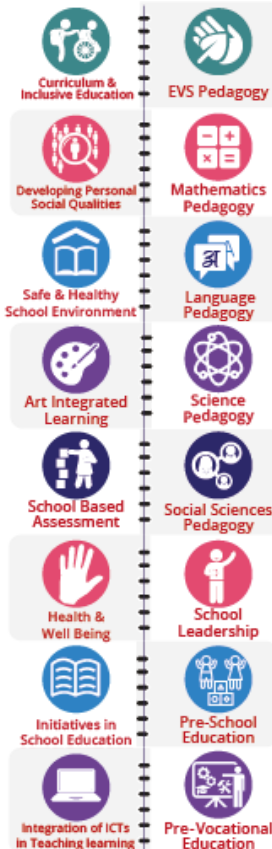 Curriculum &
Inclusive Education
EVS Pedagogy
Developing Personal
Social Qualities
Mathematics
Pedagogy
Safe & Healthy
School Environment
अ
Language
Pedagogy
Art Integrated
Learning
Science
Pedagogy
School Based
Assessment
Social Sciences
Pedagogy
Health &
Well Being
School
Leadership
Initiatives in
School Education
Pre-School
Education
Integration of ICTs
in Teaching learning
Pre-Vocational
Education